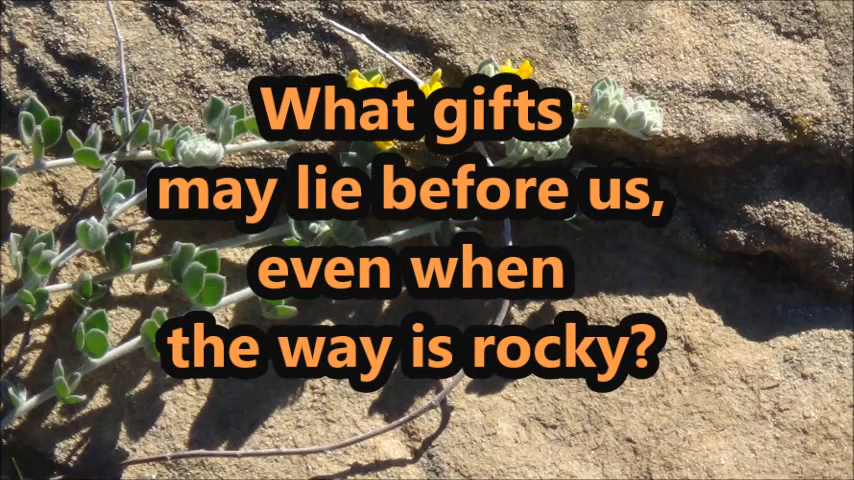 What gifts
may lie before us,
even when
the way is rocky?